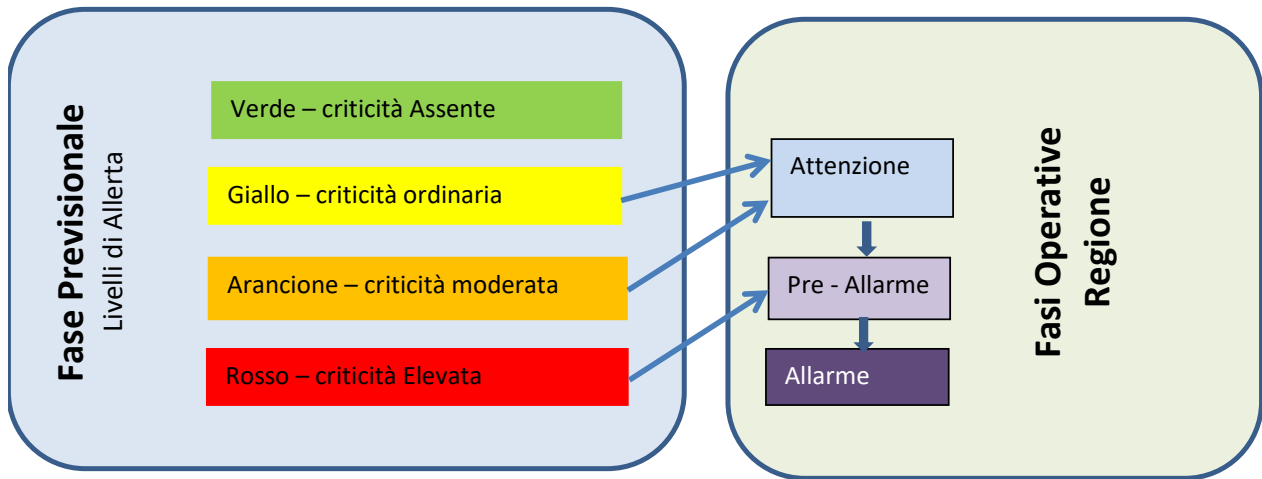 Fase Previsionale
Livelli di Allerta
Verde – criticità Assente
Giallo – criticità ordinaria
Arancione – criticità moderata
Rosso – criticità Elevata
Attenzione
Pre - Allarme
Allarme
Fasi Operative
Regione